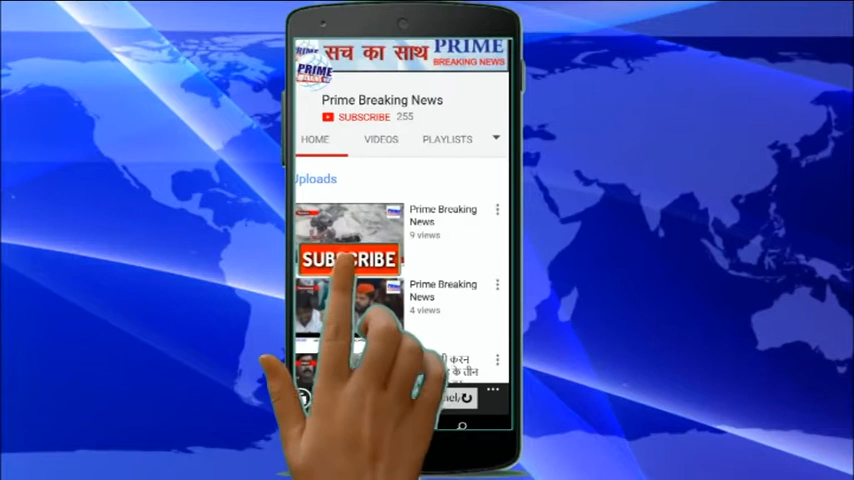 सच का साथ
PRIME
BREAKING NEWS
PRIME
Prime Breaking News
SUBSCRIBE 255
HOME VIDEOS PLAYLISTS
Uploads
Prime Breaking
News
9 views
SUBSCRIBE
Prime Breaking
News
4 views
करन
के तीन